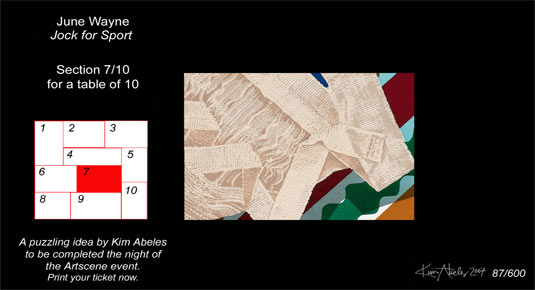 June Wayne
Jock for Sport
Section 7/10
for a table of 10
1 2 3
4 5
6 7
10
8 9
A puzzling idea by Kim Abeles
to be completed the night of
the Artscene event.
Print your ticket now.
Kim Abeles 2007 87/600